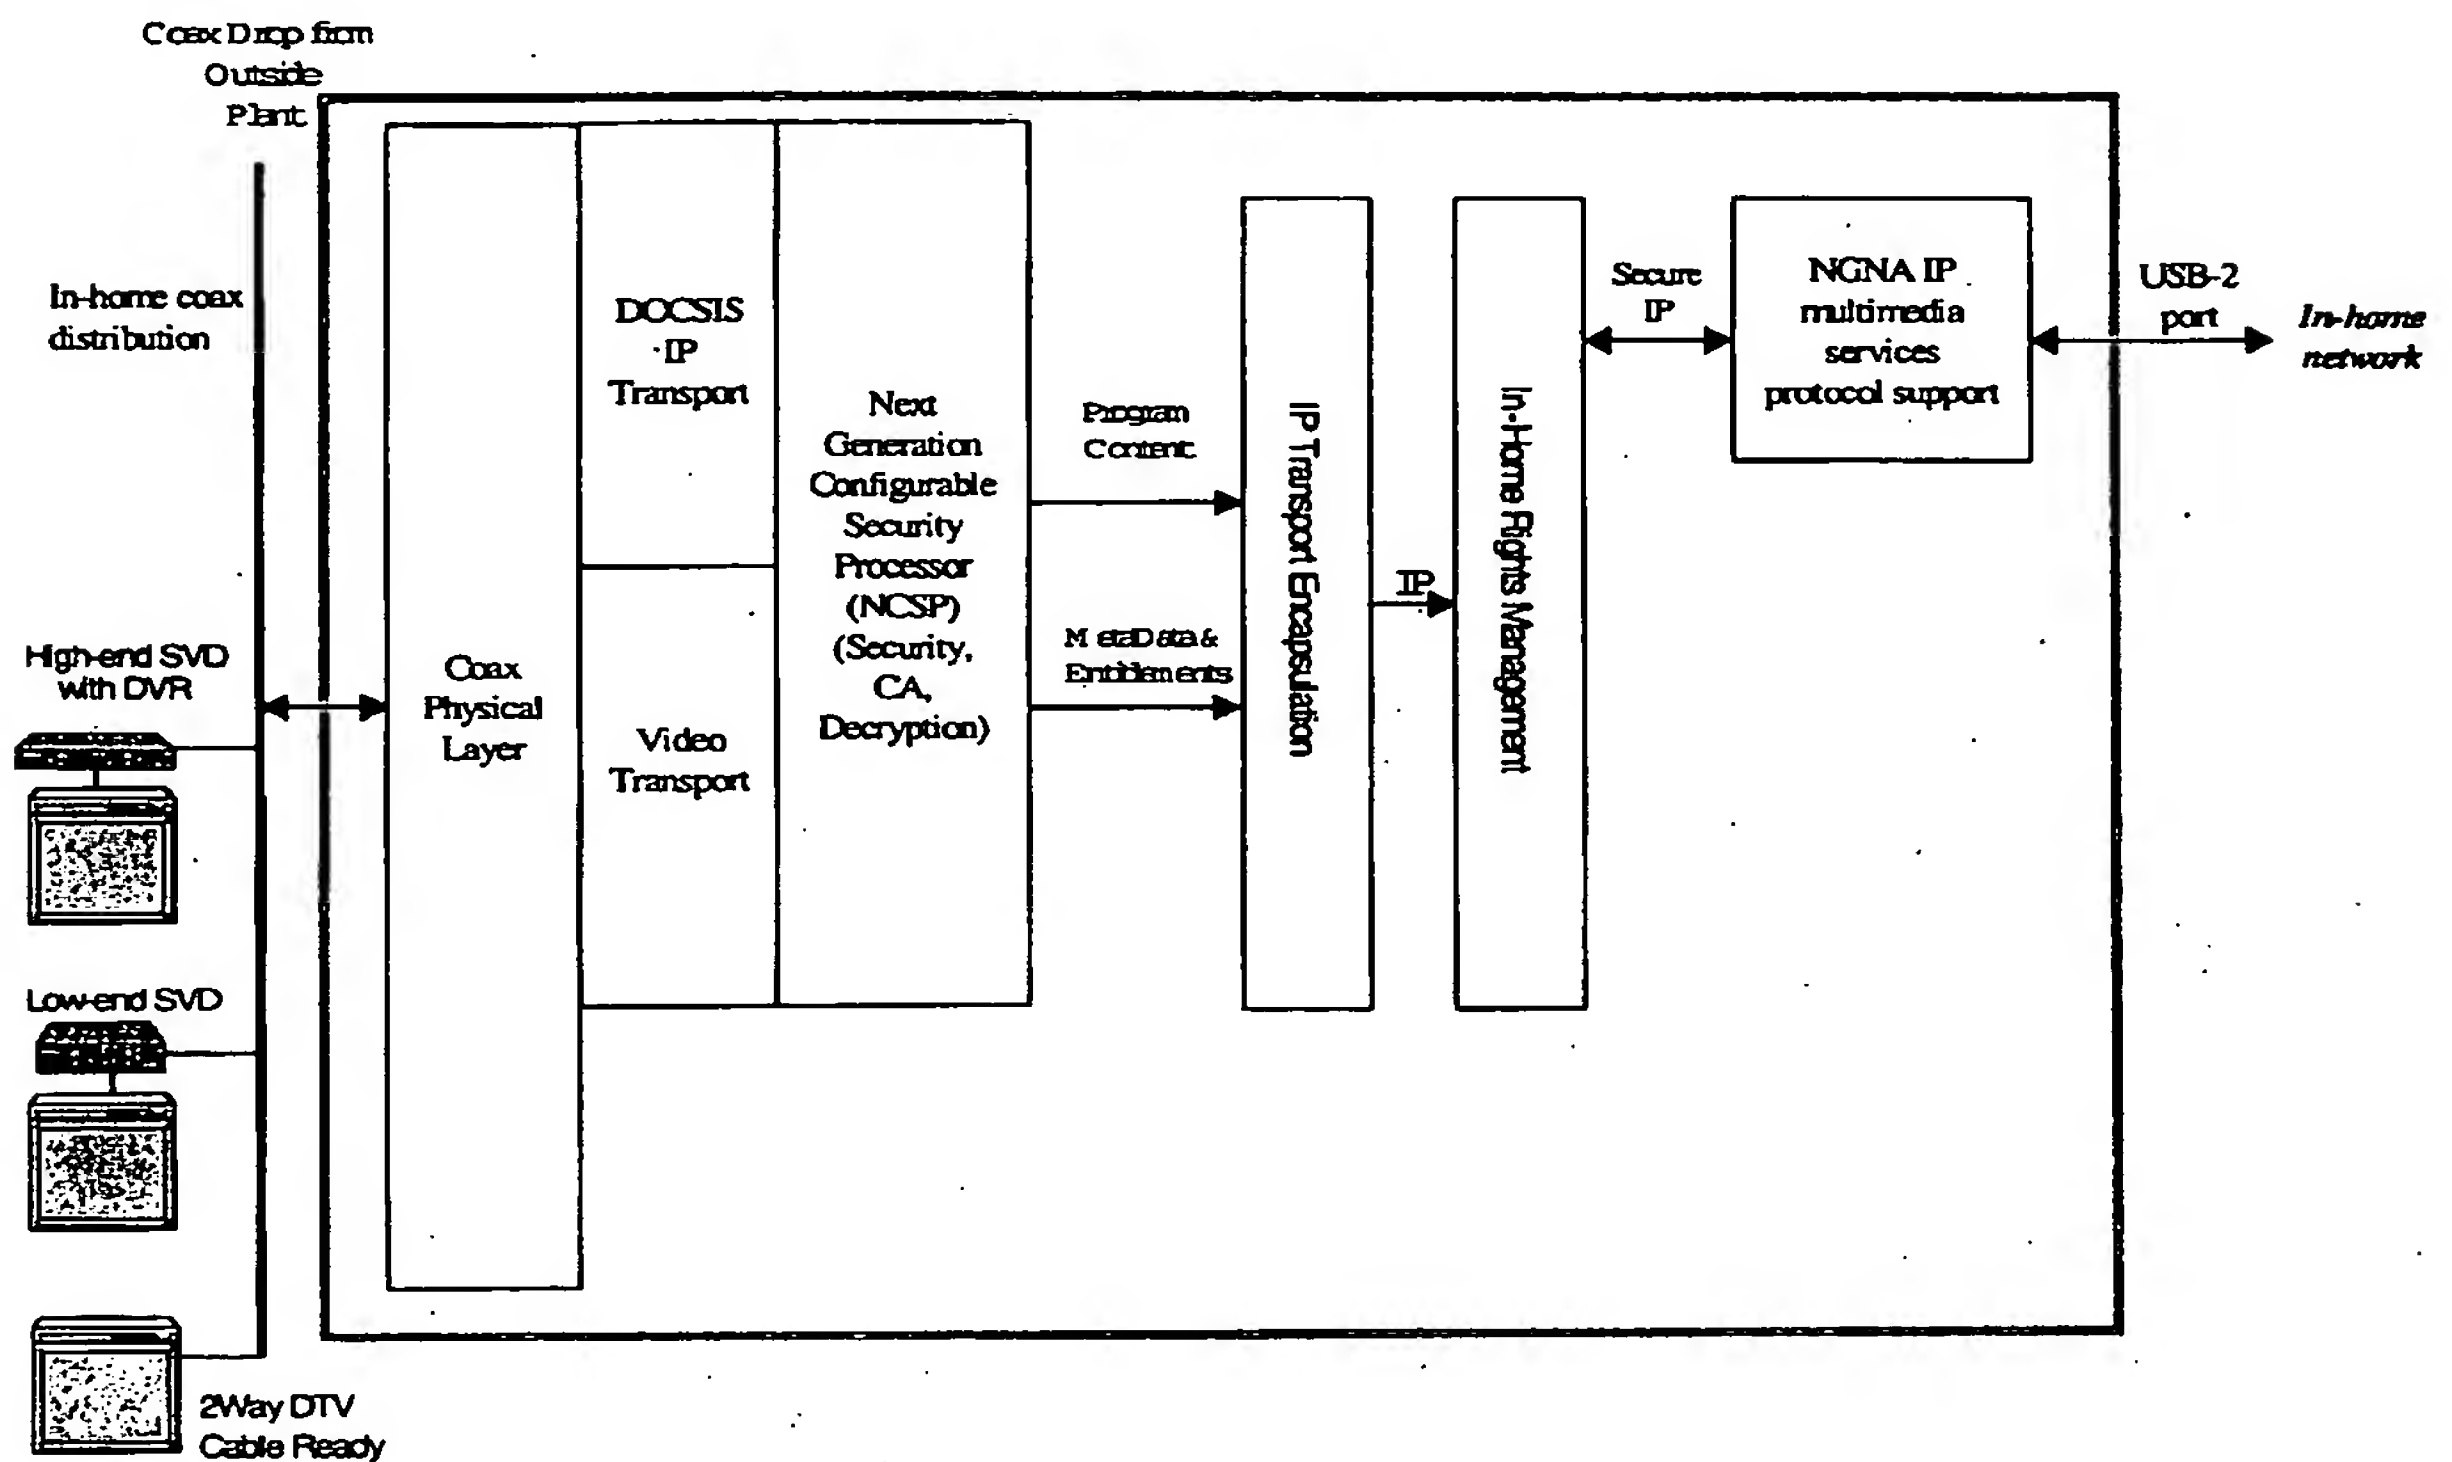 Coax Drop from
Outside
Plant
In-home coax
distribution
High-end SVD
with DVR
Low-end SVD
2Way DTV
Cable Ready
Coax
Physical
Layer
DOCSIS
IP
Transport
Video
Transport
Next
Generation
Configurable
Security
Processor
(NCSP)
(Security,
CA,
Decryption)
Program
Content
MetaData &
Entitlements
IP Transport Encapsulation
IP
In-Home Rights Management
Secure
IP
NGNA IP
multimedia
services
protocol support
USB-2
port
In-home
network